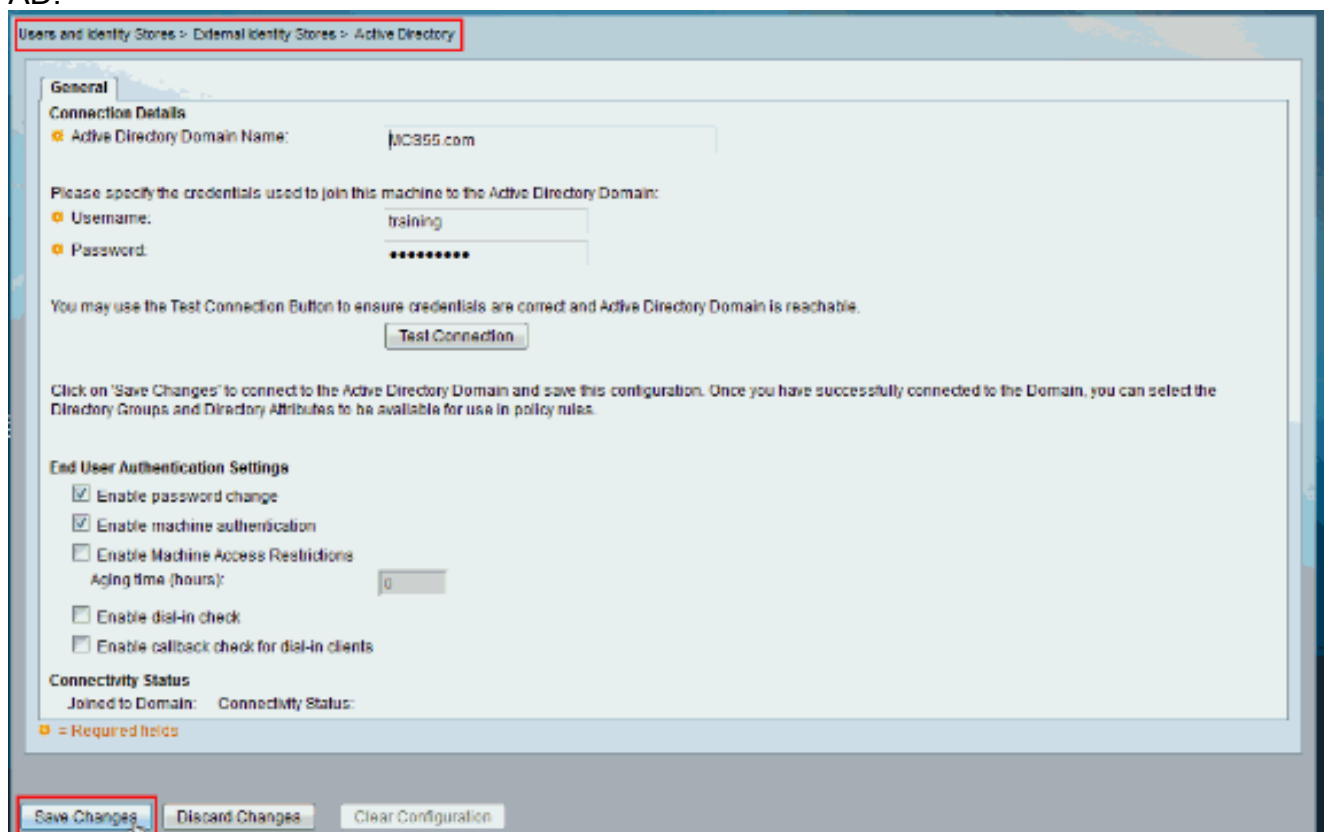 AD.
Users and Identity Stores > External Identity Stores > Active Directory
General
Connection Details
Active Directory Domain Name: MC355.com
Please specify the credentials used to join this machine to the Active Directory Domain:
Username: training
Password: •••••••••
You may use the Test Connection Button to ensure credentials are correct and Active Directory Domain is reachable.
Test Connection
Click on 'Save Changes' to connect to the Active Directory Domain and save this configuration. Once you have successfully connected to the Domain, you can select the
Directory Groups and Directory Attributes to be available for use in policy rules.
End User Authentication Settings
Enable password change
Enable machine authentication
Enable Machine Access Restrictions
Aging time (hours): 0
Enable dial-in check
Enable callback check for dial-in clients
Connectivity Status
Joined to Domain: Connectivity Status:
= Required fields
Save Changes Discard Changes Clear Configuration